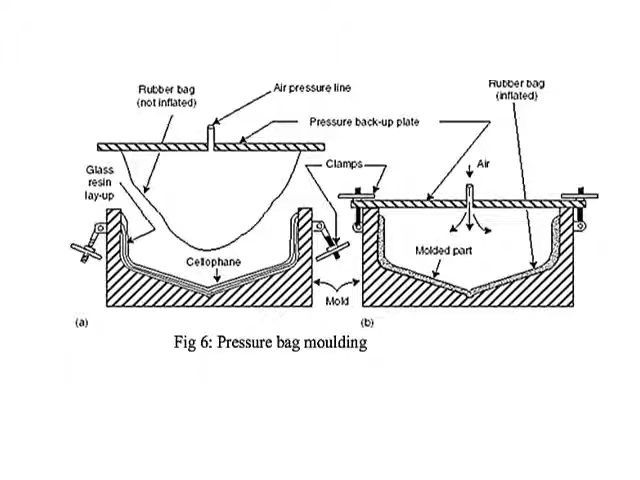 Rubber bag
(not inflated)
Air pressure line
Rubber bag
(inflated)
Pressure back-up plate
Glass
resin
lay-up
Clamps
Air
Cellophane
Molded part
Mold
(a)
(b)
Fig 6: Pressure bag moulding